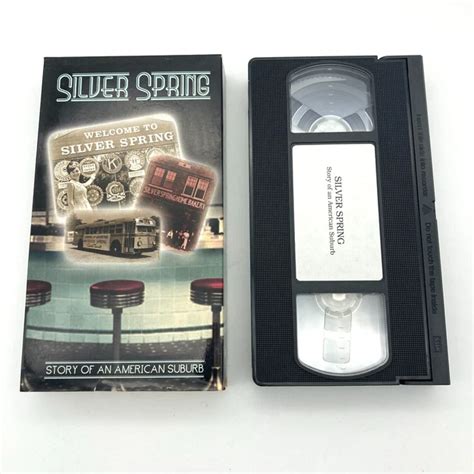 SILVER SPRING
WELCOME TO
SILVER SPRING
SILVER SPRING HOME BAKERY
STORY OF AN AMERICAN SUBURB
SILVER SPRING
Story of an American Suburb
Do not touch the tape inside